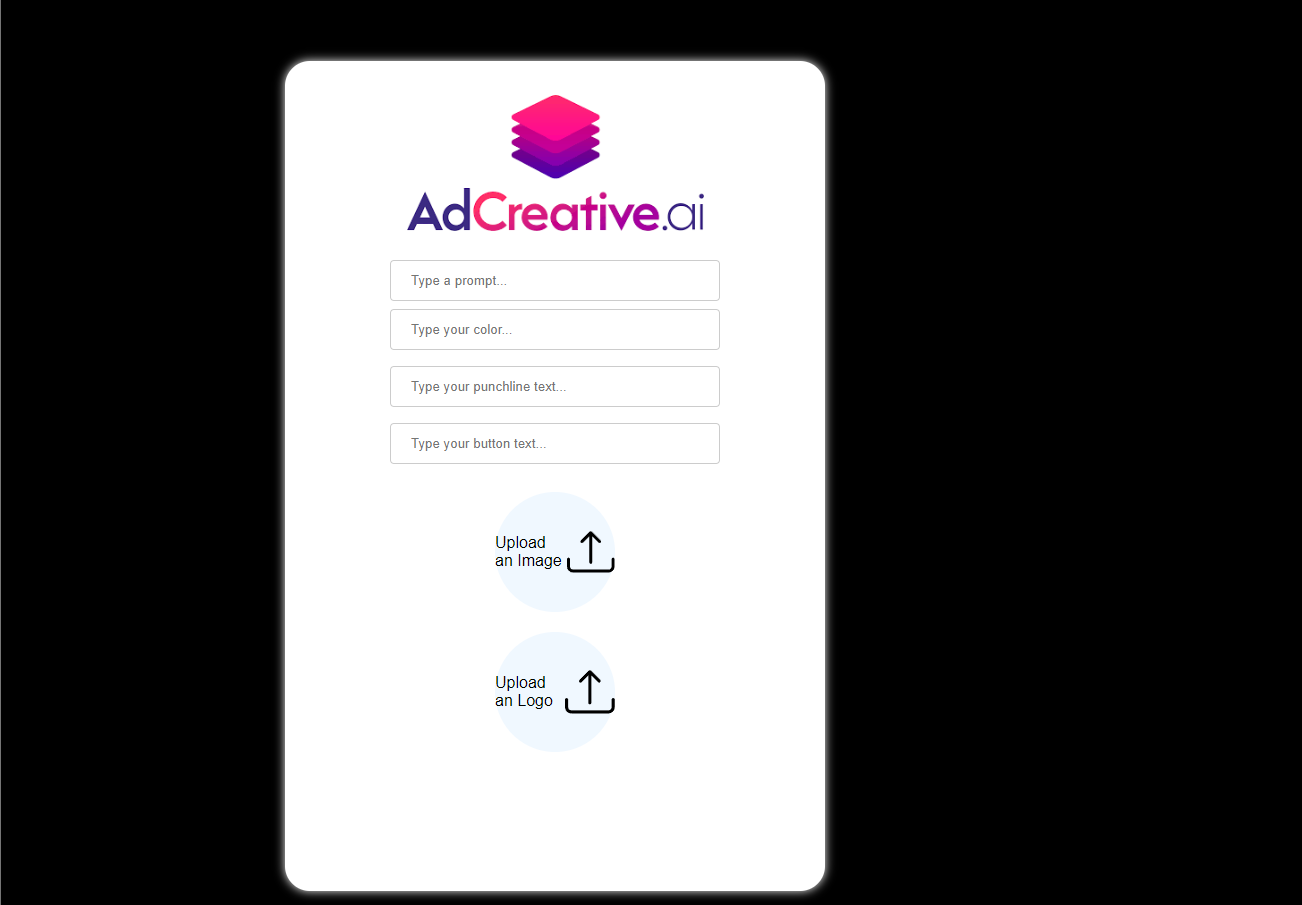 AdCreative.ai
Type a prompt...
Type your color...
Type your punchline text...
Type your button text...
Upload
an Image
Upload
an Logo